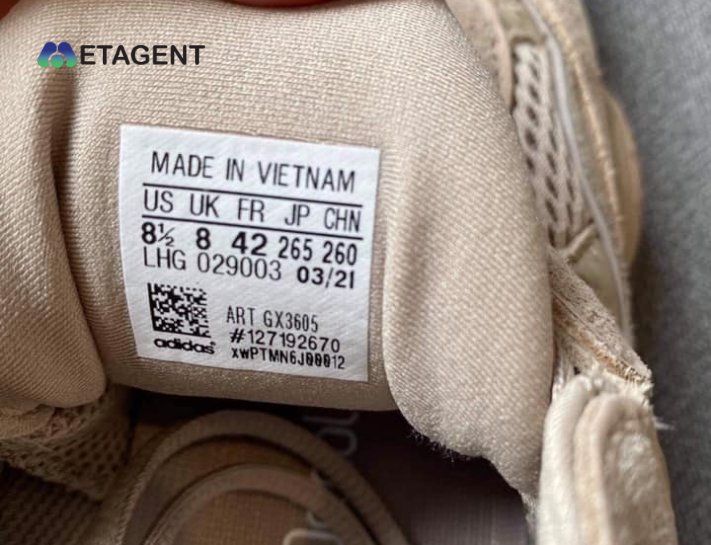 METAGENT
MADE IN VIETNAM
US UK FR JP CHN
8½ 8 42 265 260
LHG 029003 03/21
ART GX3605
#127192670
adidas xwPTMN6J00012